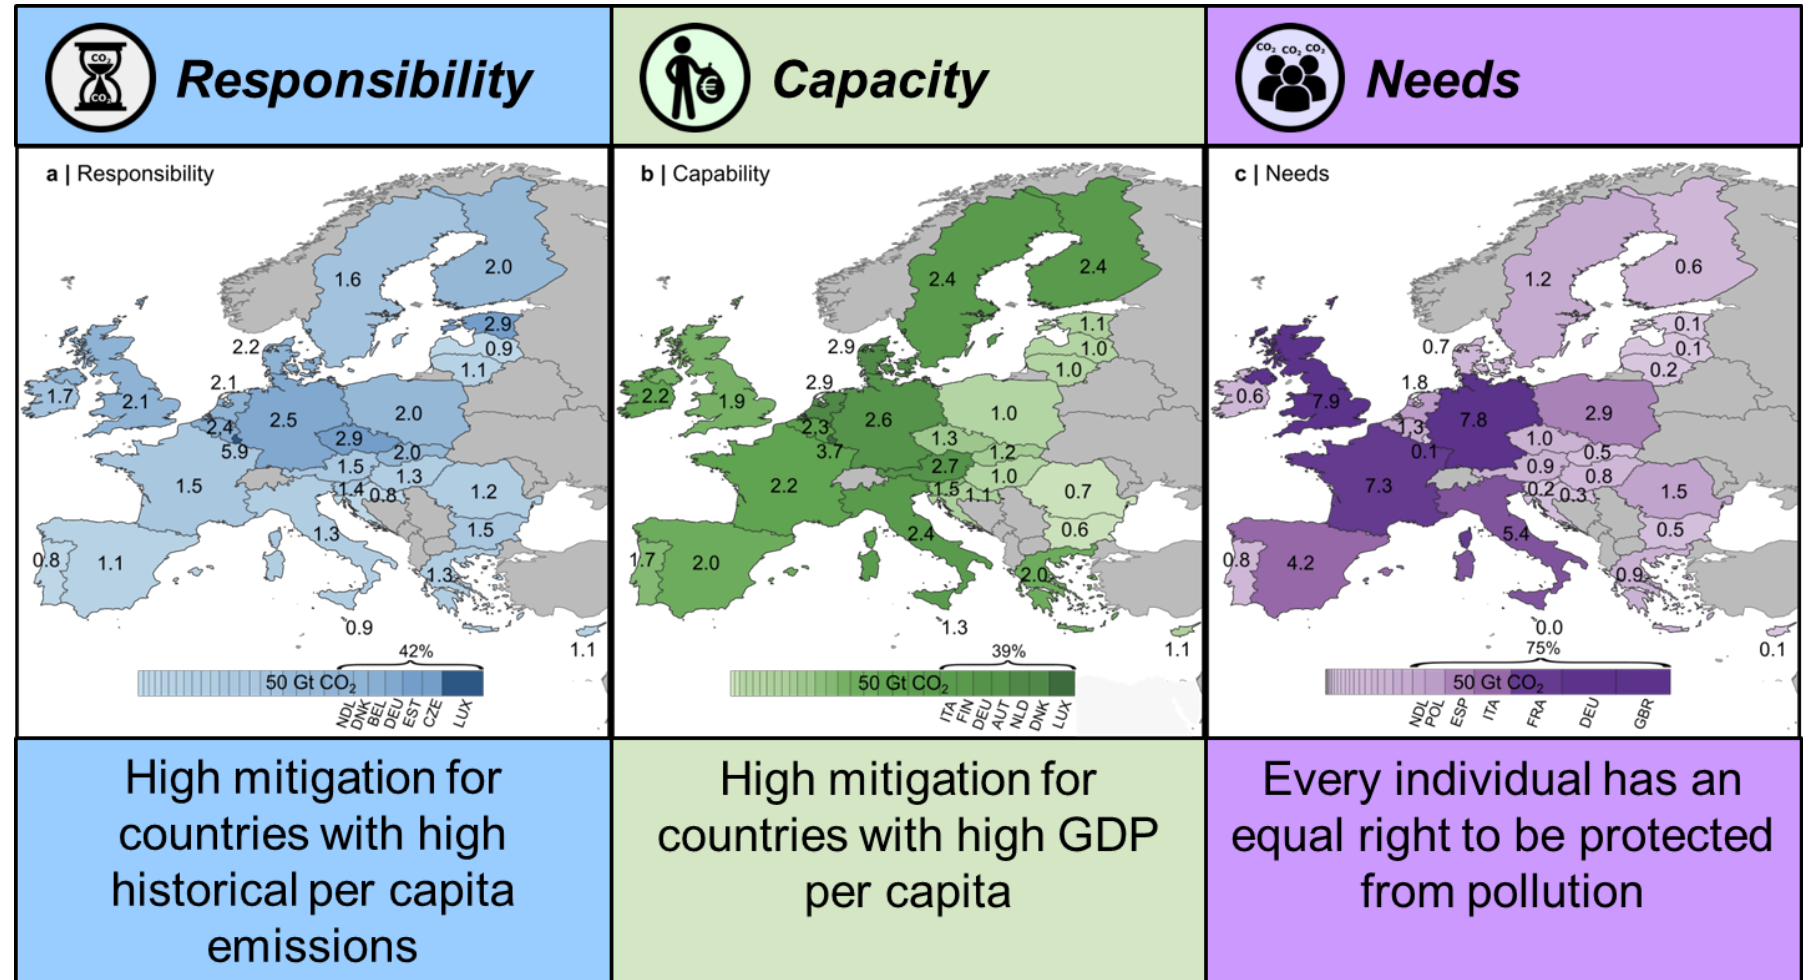 CO₂
CO₂
Responsibility
€
Capacity
CO₂ CO₂ CO₂
Needs
a | Responsibility
1.6
2.0
2.9
0.9
1.1
2.2
2.1
1.7
2.1
2.4
2.5
2.0
2.9
5.9
2.0
1.5
1.3
1.5
1.4
0.8
1.2
1.3
1.5
0.8
1.1
1.3
0.9
1.1
42%
50 Gt CO₂
NDL
DNK
BEL
DEU
EST
CZE
LUX
b | Capability
2.4
2.4
1.1
1.0
1.0
2.9
2.9
2.2
1.9
2.3
2.6
1.0
1.3
3.7
1.2
2.7
1.0
2.2
1.5
1.1
0.7
2.4
0.6
1.7
2.0
2.0
1.3
1.1
39%
50 Gt CO₂
ITA
FIN
DEU
AUT
NLD
DNK
LUX
c | Needs
1.2
0.6
0.1
0.1
0.2
0.7
1.8
0.6
7.9
1.3
7.8
2.9
1.0
0.1
0.5
0.9
0.8
7.3
0.2
0.3
1.5
5.4
0.5
0.8
4.2
0.9
0.0
0.1
75%
50 Gt CO₂
NDL
POL
ESP
ITA
FRA
DEU
GBR
High mitigation for
countries with high
historical per capita
emissions
High mitigation for
countries with high GDP
per capita
Every individual has an
equal right to be protected
from pollution